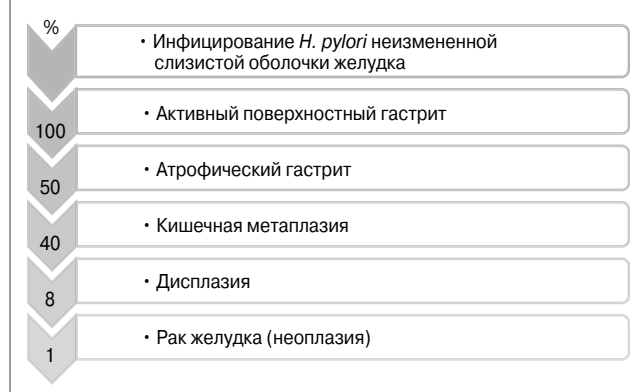 %
• Инфицирование H. pylori неизмененной
слизистой оболочки желудка
100
• Активный поверхностный гастрит
50
• Атрофический гастрит
40
• Кишечная метаплазия
8
• Дисплазия
1
• Рак желудка (неоплазия)